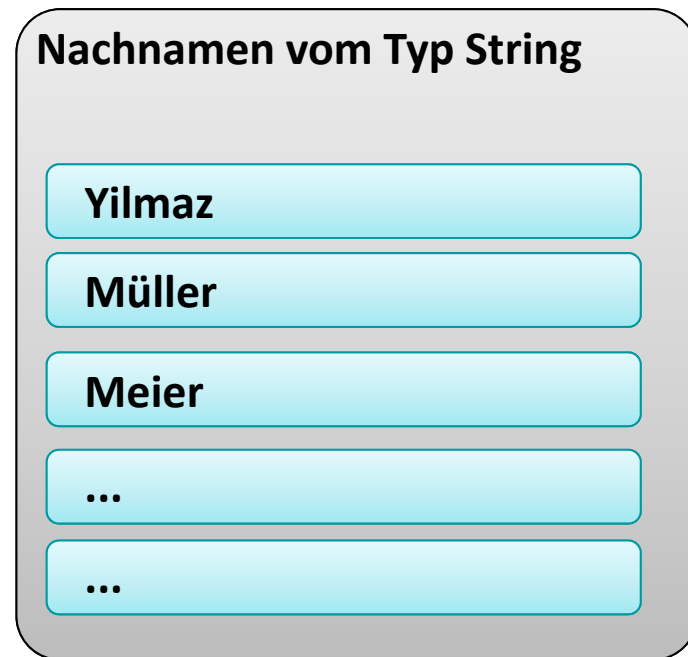 Nachnamen vom Typ String
Yilmaz
Müller
Meier
...
...